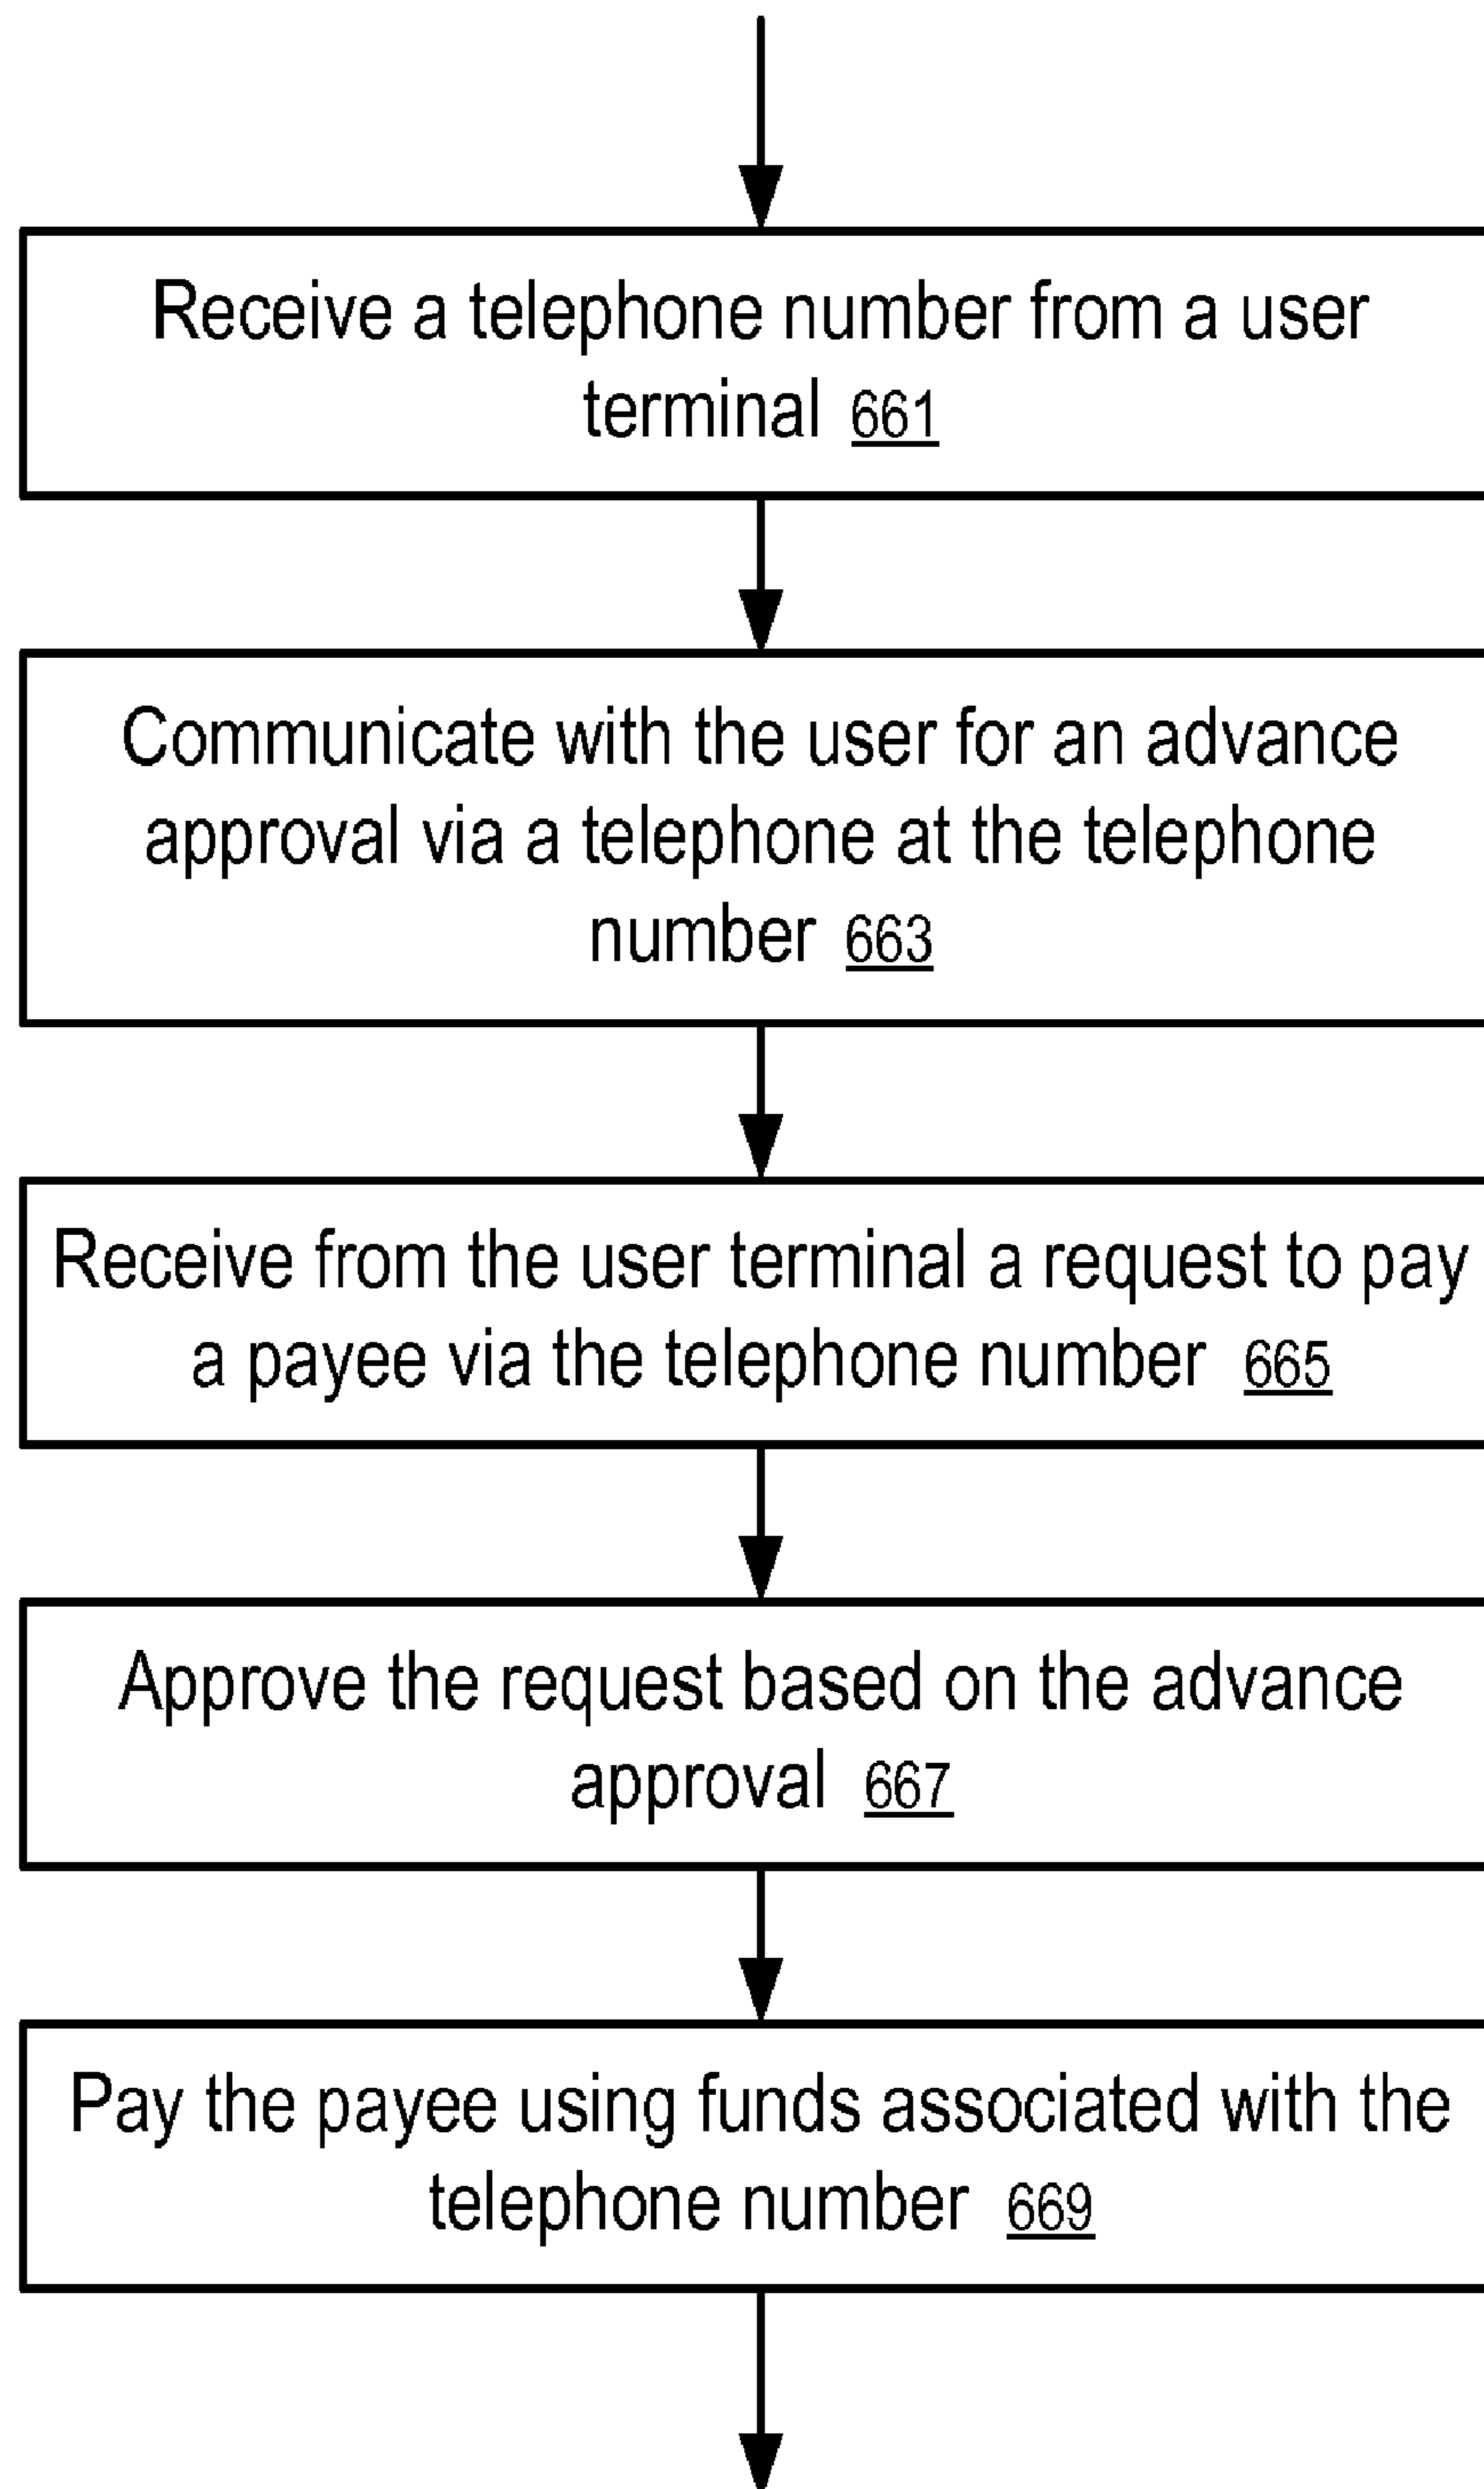 Receive a telephone number from a user
terminal 661
Communicate with the user for an advance
approval via a telephone at the telephone
number 663
Receive from the user terminal a request to pay
a payee via the telephone number 665
Approve the request based on the advance
approval 667
Pay the payee using funds associated with the
telephone number 669